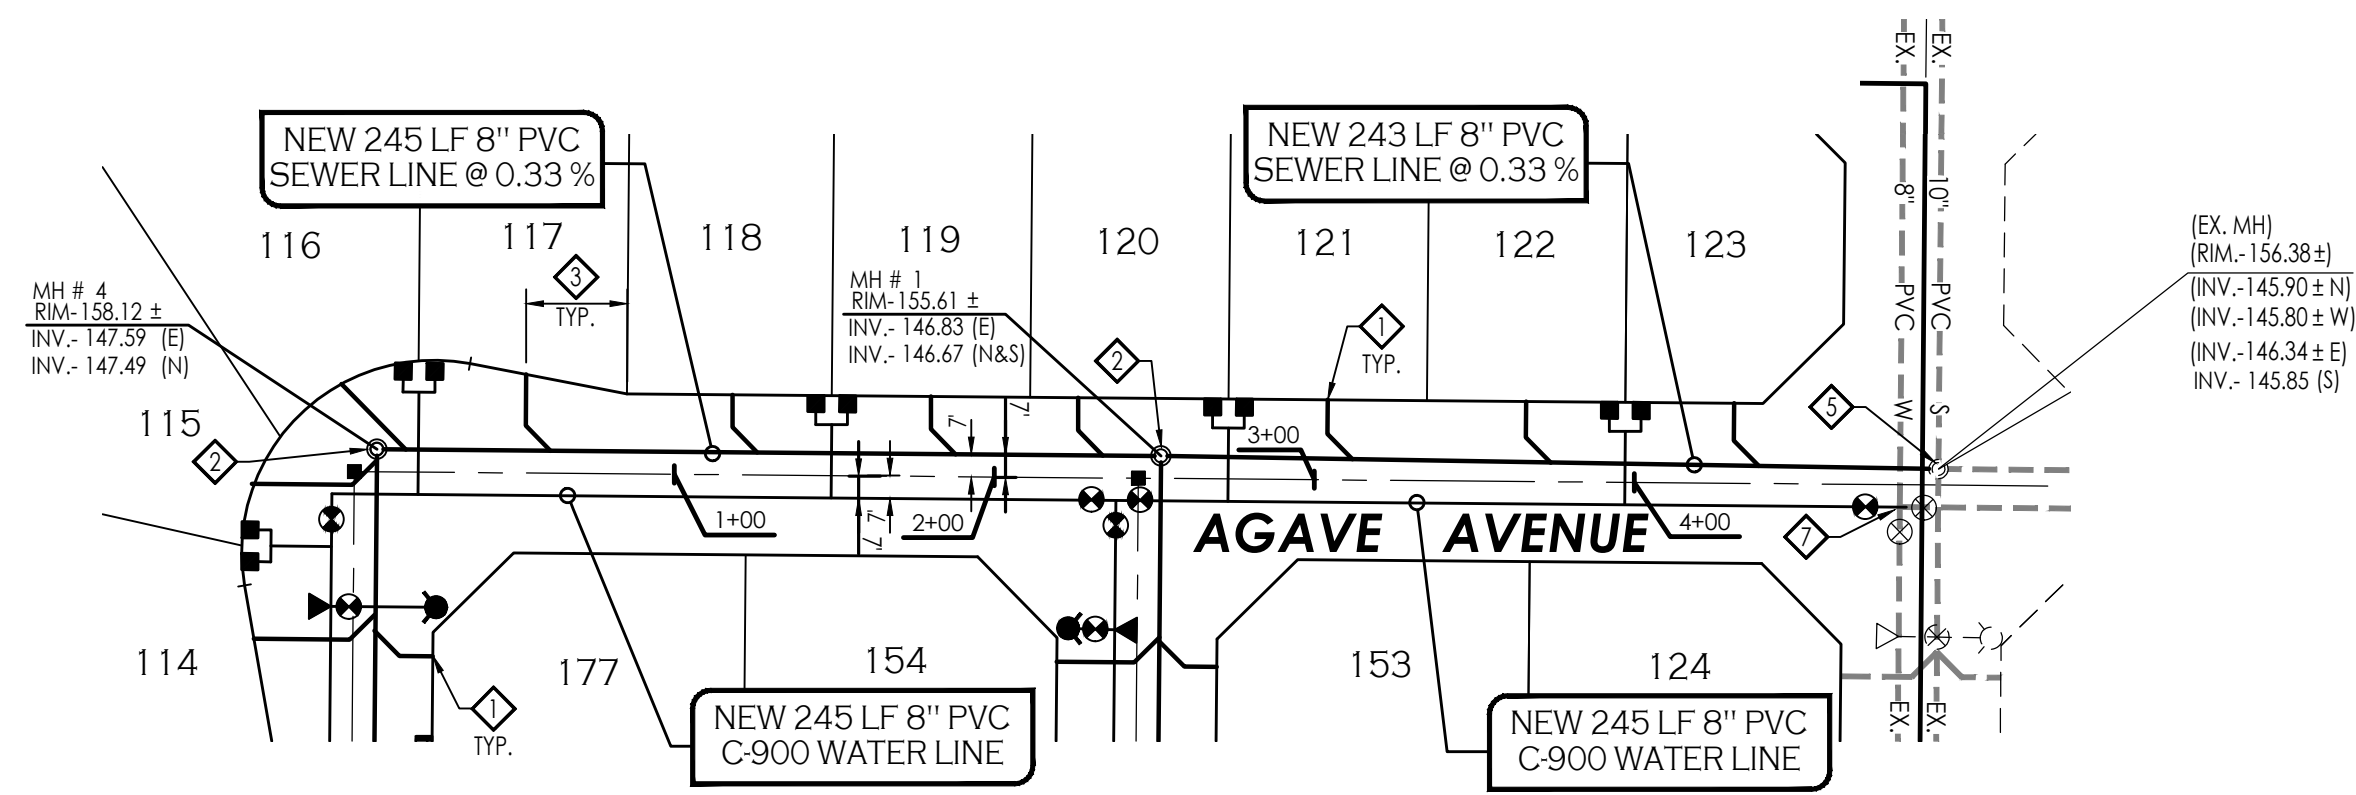 EX.
EX.
NEW 245 LF 8" PVC
SEWER LINE @ 0.33 %
NEW 243 LF 8" PVC
SEWER LINE @ 0.33 %
8"
10"
PVC
PVC
W
S
116
117
118
119
120
121
122
123
(EX. MH)
(RIM.-156.38±)
(INV.-145.90 ± N)
(INV.-145.80 ± W)
(INV.-146.34 ± E)
INV.- 145.85 (S)
3
TYP.
MH # 4
RIM-158.12 ±
INV.- 147.59 (E)
INV.- 147.49 (N)
MH # 1
RIM-155.61 ±
INV.- 146.83 (E)
INV.- 146.67 (N&S)
1
TYP.
2
5
115
2
7'
7'
3+00
1+00
7'
7'
2+00
AGAVE AVENUE
4+00
7
114
177
154
153
124
1
TYP.
NEW 245 LF 8" PVC
C-900 WATER LINE
NEW 245 LF 8" PVC
C-900 WATER LINE
EX.
EX.